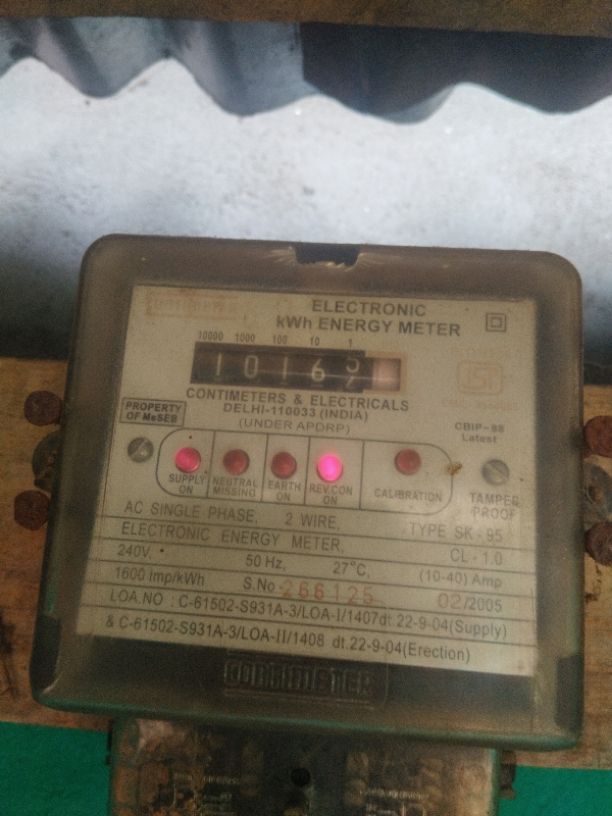 ELECTRONIC
kWh ENERGY METER
10000 1000 100 10 1
1016
CONTIMETERS & ELECTRICALS
DELHI-110033 (INDIA)
(UNDER APDRP)
PROPERTY
OF MeSEB
CBIP-88
Latest
SUPPLY
ON
NEUTRAL
MISSING
EARTH
ON
REV.CON
ON
CALIBRATION
TAMPER
PROOF
AC SINGLE PHASE, 2 WIRE, TYPE SK-95
ELECTRONIC ENERGY METER, CL-1.0
240V, 50 Hz, 27°C, (10-40) Amp
1600 imp/kWh S.No 266125 02/2005
LOA.NO : C-61502-S931A-3/LOA-I/1407dt.22-9-04(Supply)
& C-61502-S931A-3/LOA-II/1408 dt.22-9-04(Erection)
CONTIMETER